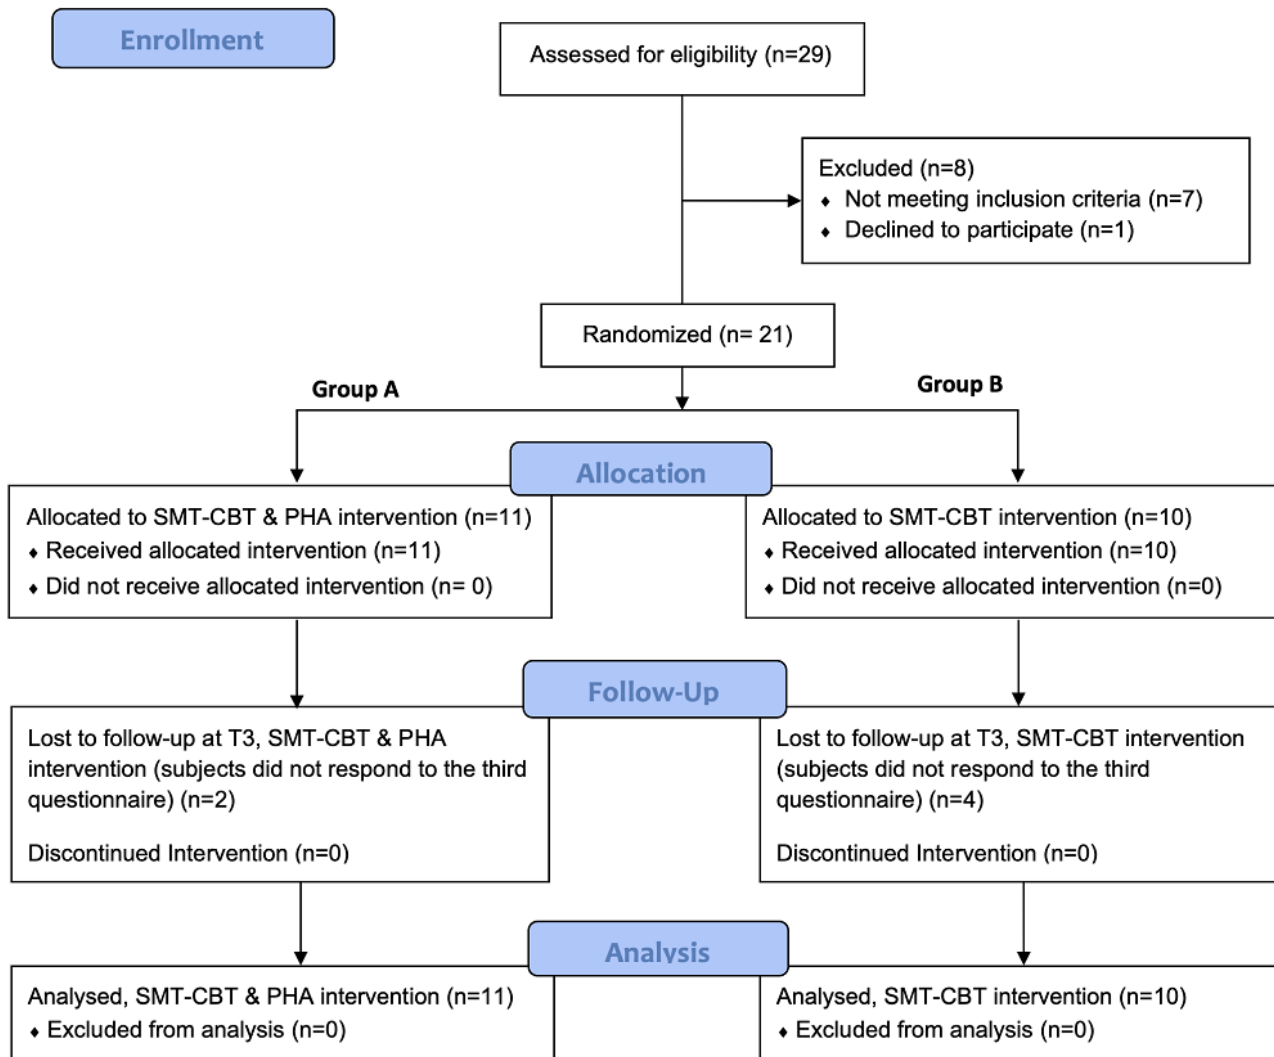 Enrollment
Assessed for eligibility (n=29)
Excluded (n=8)
♦ Not meeting inclusion criteria (n=7)
♦ Declined to participate (n=1)
Randomized (n= 21)
Group A
Group B
Allocation
Allocated to SMT-CBT & PHA intervention (n=11)
♦ Received allocated intervention (n=11)
♦ Did not receive allocated intervention (n= 0)
Allocated to SMT-CBT intervention (n=10)
♦ Received allocated intervention (n=10)
♦ Did not receive allocated intervention (n=0)
Follow-Up
Lost to follow-up at T3, SMT-CBT & PHA
intervention (subjects did not respond to the third
questionnaire) (n=2)
Discontinued Intervention (n=0)
Lost to follow-up at T3, SMT-CBT intervention
(subjects did not respond to the third
questionnaire) (n=4)
Discontinued Intervention (n=0)
Analysis
Analysed, SMT-CBT & PHA intervention (n=11)
♦ Excluded from analysis (n=0)
Analysed, SMT-CBT intervention (n=10)
♦ Excluded from analysis (n=0)